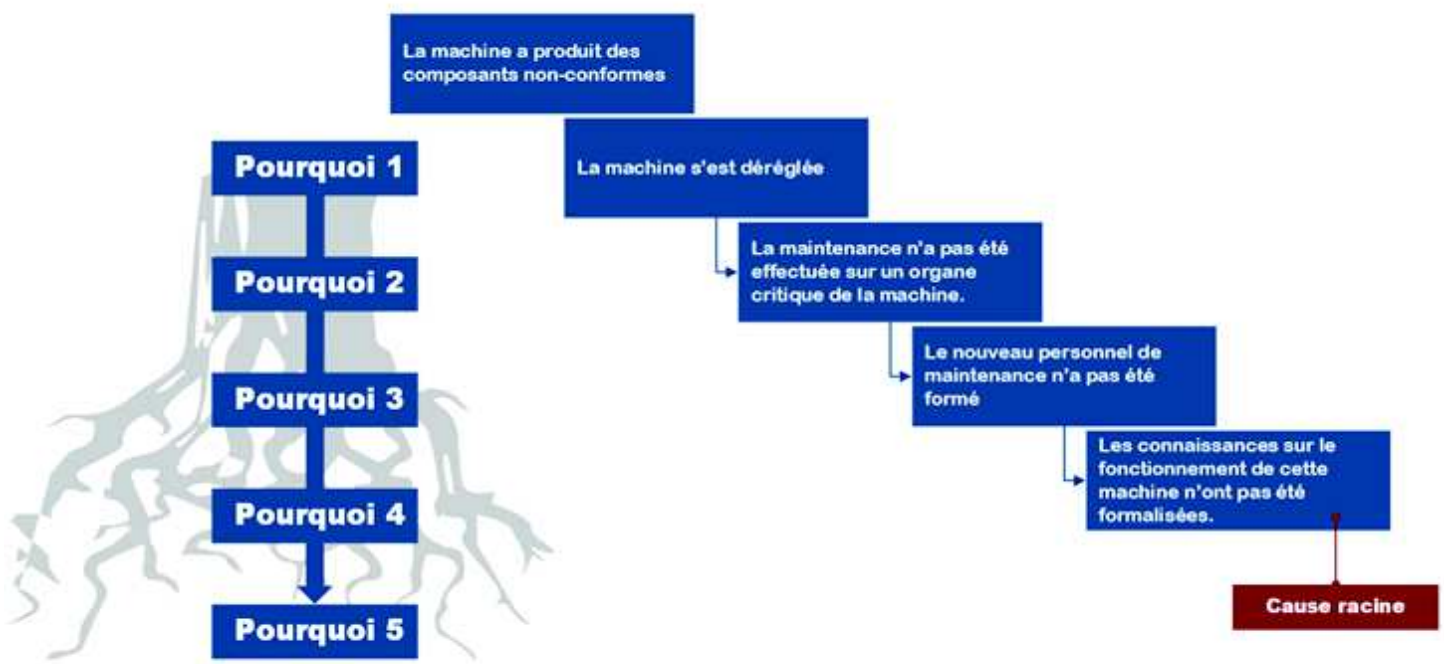 La machine a produit des
composants non-conformes
Pourquoi 1
La machine s'est déréglée
Pourquoi 2
La maintenance n'a pas été
effectuée sur un organe
critique de la machine.
Pourquoi 3
Le nouveau personnel de
maintenance n'a pas été
formé
Pourquoi 4
Les connaissances sur le
fonctionnement de cette
machine n'ont pas été
formalisées.
Pourquoi 5
Cause racine